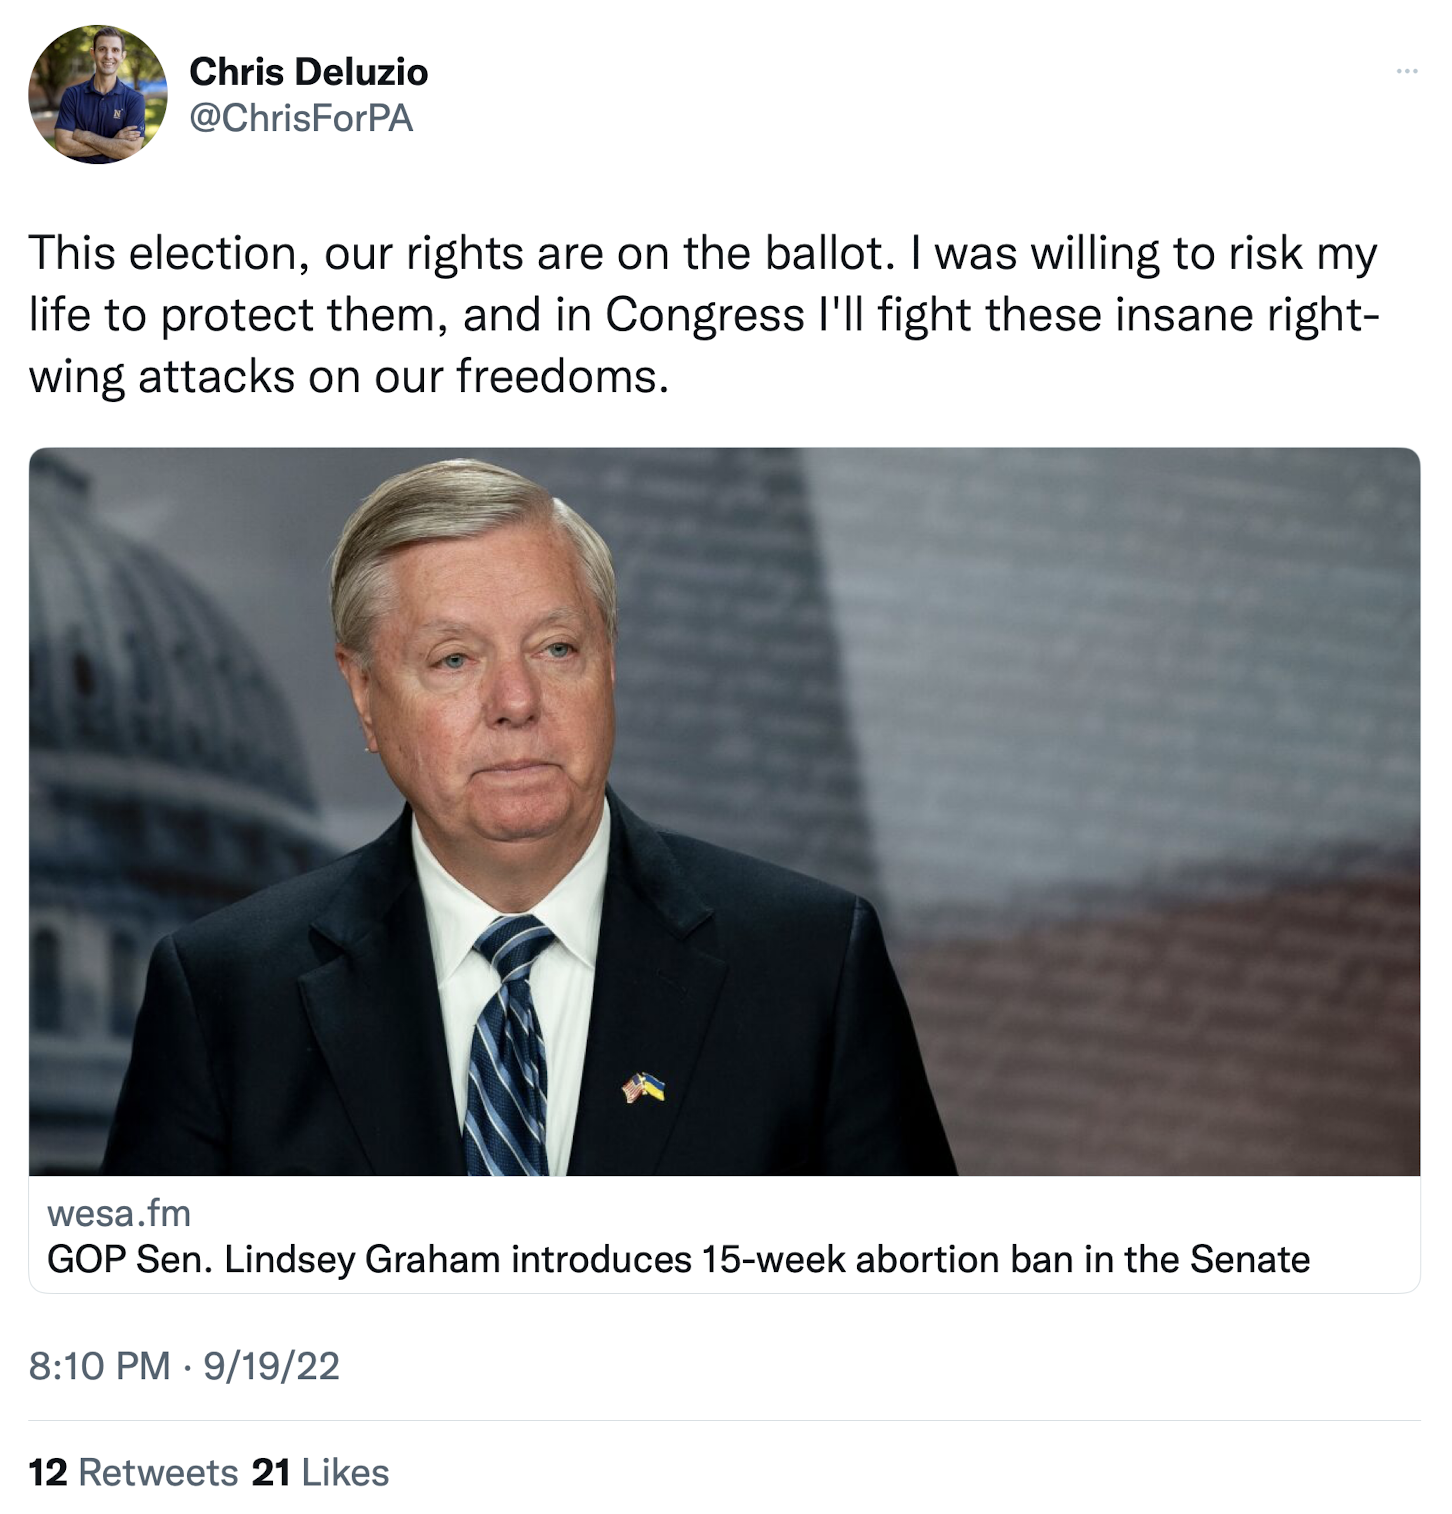 Chris Deluzio
@ChrisForPA
This election, our rights are on the ballot. I was willing to risk my
life to protect them, and in Congress I'll fight these insane right-
wing attacks on our freedoms.
wesa.fm
GOP Sen. Lindsey Graham introduces 15-week abortion ban in the Senate
8:10 PM · 9/19/22
12 Retweets 21 Likes